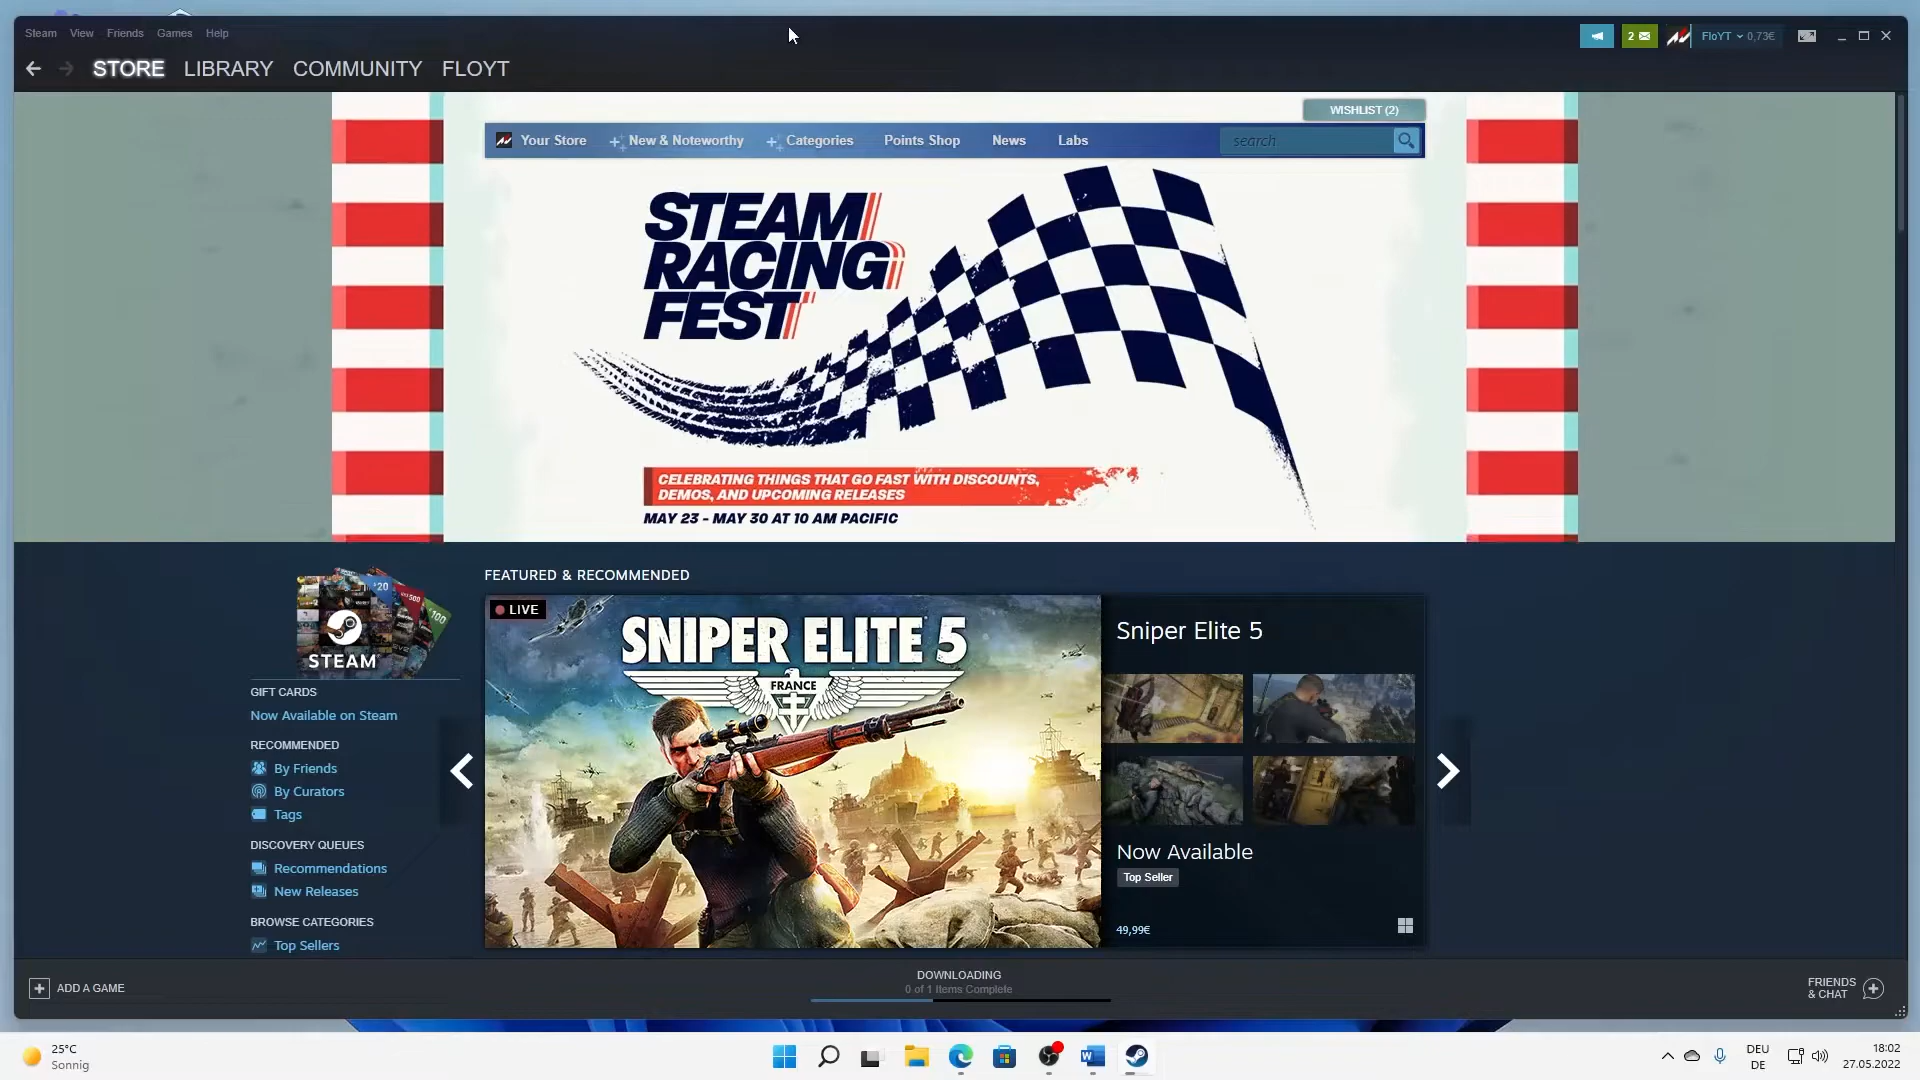 Steam View Friends Games Help
2 FloYT 0,73€
STORE LIBRARY COMMUNITY FLOYT
WISHLIST (2)
Your Store New & Noteworthy Categories Points Shop News Labs search
STEAM
RACING
FEST
CELEBRATING THINGS THAT GO FAST WITH DISCOUNTS,
DEMOS, AND UPCOMING RELEASES
MAY 23 - MAY 30 AT 10 AM PACIFIC
20
500
100
STEAM
GIFT CARDS
Now Available on Steam
RECOMMENDED
By Friends
By Curators
Tags
DISCOVERY QUEUES
Recommendations
New Releases
BROWSE CATEGORIES
Top Sellers
FEATURED & RECOMMENDED
LIVE
SNIPER ELITE 5
FRANCE
Sniper Elite 5
Now Available
Top Seller
49,99€
ADD A GAME
DOWNLOADING
0 of 1 Items Complete
FRIENDS
& CHAT
25°C
Sonnig
DEU
DE
18:02
27.05.2022